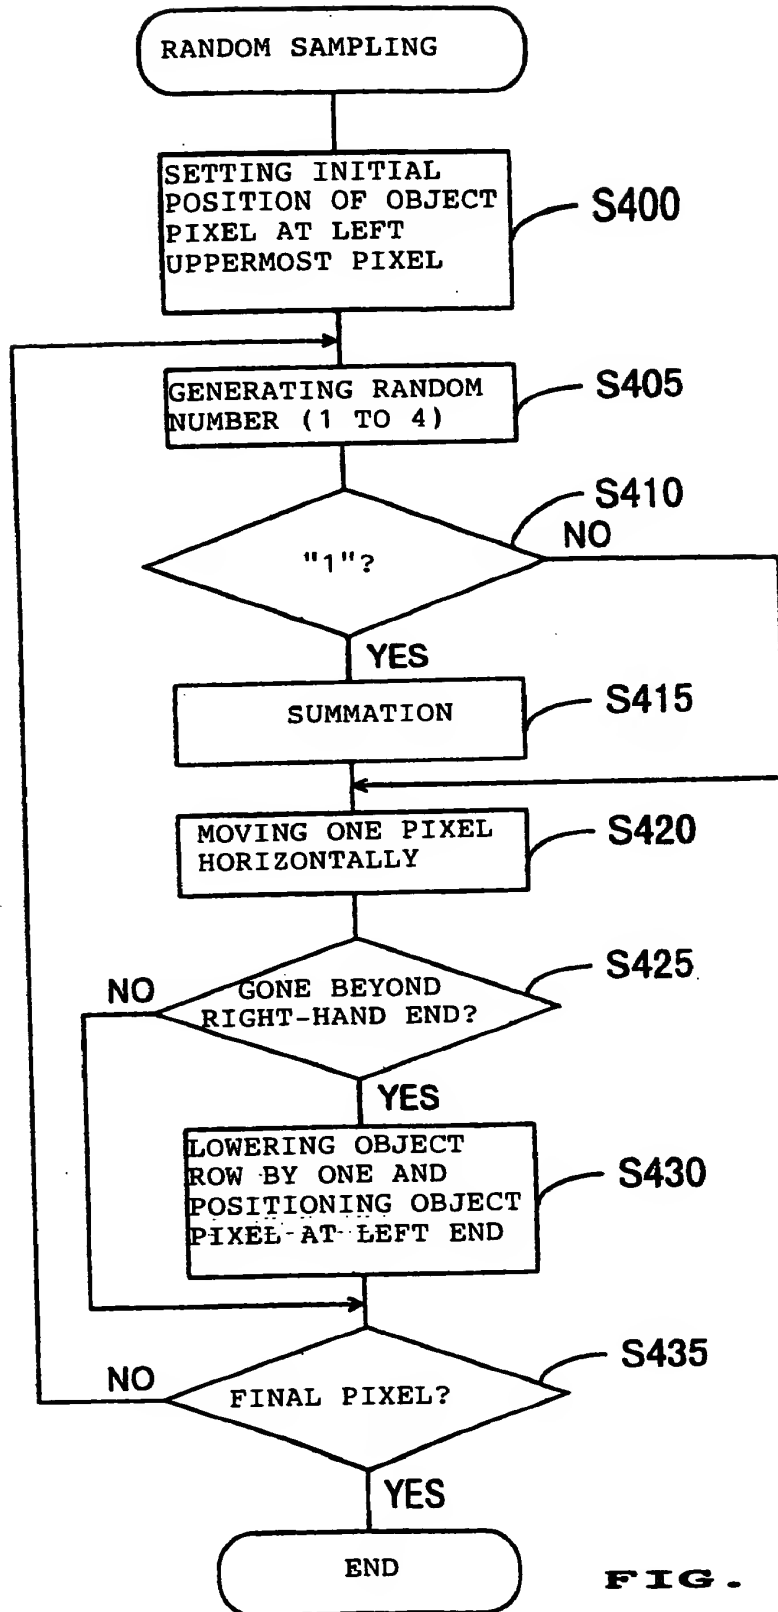 RANDOM SAMPLING
SETTING INITIAL
POSITION OF OBJECT
PIXEL AT LEFT
UPPERMOST PIXEL
S400
GENERATING RANDOM
NUMBER (1 TO 4)
S405
S410
"1"?
NO
YES
SUMMATION
S415
MOVING ONE PIXEL
HORIZONTALLY
S420
S425
NO
GONE BEYOND
RIGHT-HAND END?
YES
LOWERING OBJECT
ROW BY ONE AND
POSITIONING OBJECT
PIXEL AT LEFT END
S430
S435
NO
FINAL PIXEL?
YES
END
FIG.